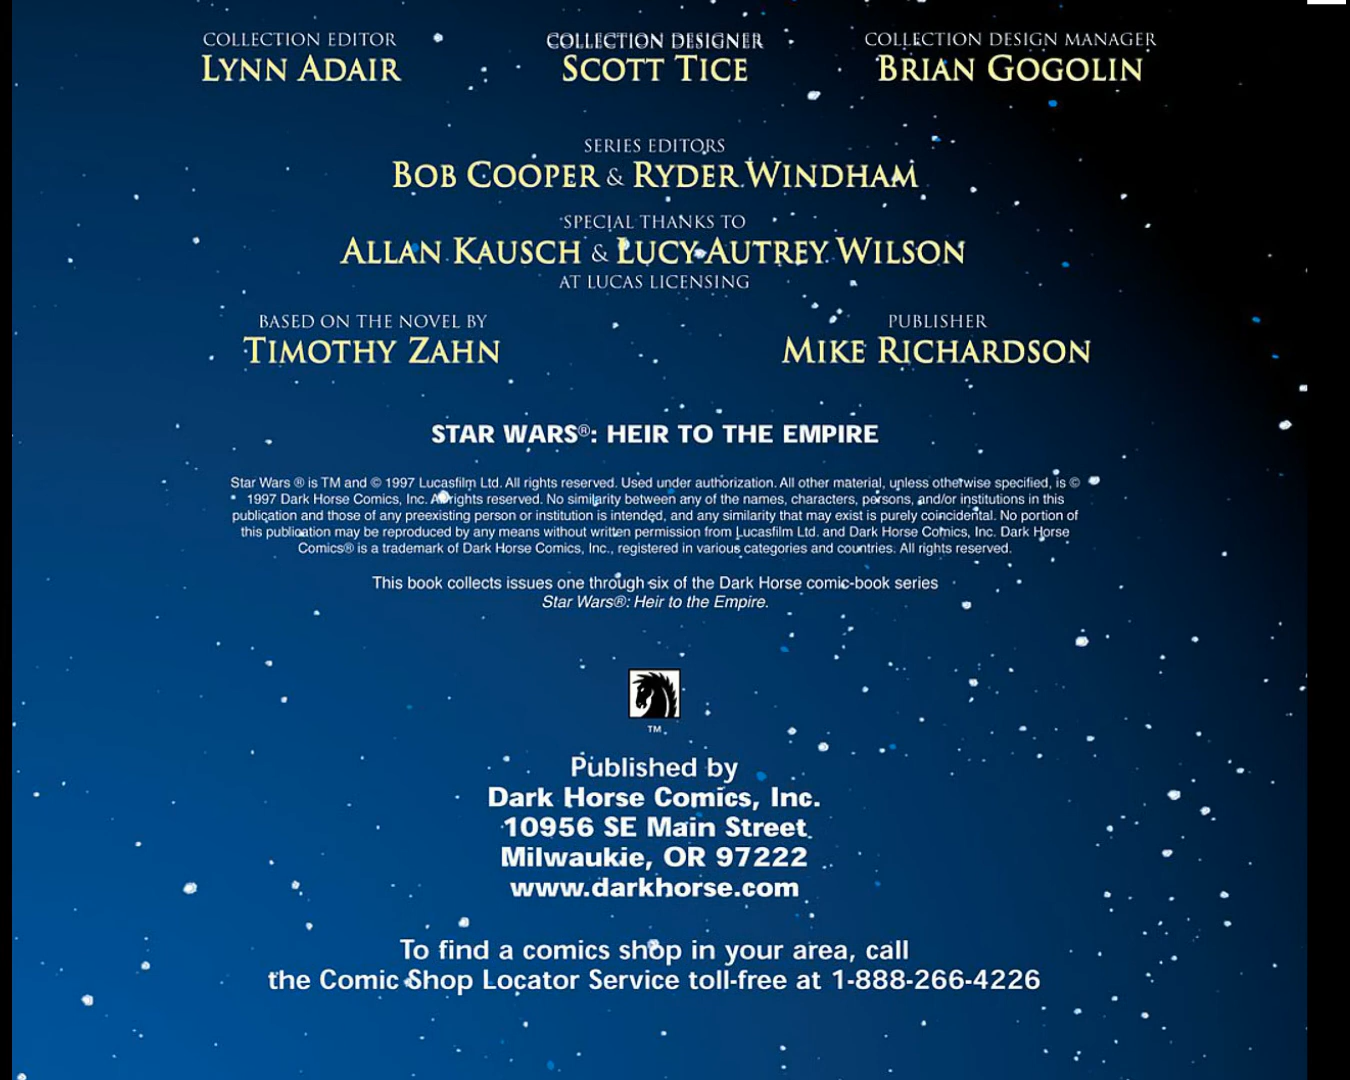 COLLECTION EDITOR
LYNN ADAIR
COLLECTION DESIGNER
SCOTT TICE
COLLECTION DESIGN MANAGER
BRIAN GOGOLIN
SERIES EDITORS
BOB COOPER & RYDER WINDHAM
SPECIAL THANKS TO
ALLAN KAUSCH & LUCY AUTREY WILSON
AT LUCAS LICENSING
BASED ON THE NOVEL BY
TIMOTHY ZAHN
PUBLISHER
MIKE RICHARDSON
STAR WARS®: HEIR TO THE EMPIRE
Star Wars ® is TM and © 1997 Lucasfilm Ltd. All rights reserved. Used under authorization. All other material, unless otherwise specified, is ©
1997 Dark Horse Comics, Inc. All rights reserved. No similarity between any of the names, characters, persons, and/or institutions in this
publication and those of any preexisting person or institution is intended, and any similarity that may exist is purely coincidental. No portion of
this publication may be reproduced by any means without written permission from Lucasfilm Ltd. and Dark Horse Comics, Inc. Dark Horse
Comics® is a trademark of Dark Horse Comics, Inc., registered in various categories and countries. All rights reserved.
This book collects issues one through six of the Dark Horse comic-book series
Star Wars®: Heir to the Empire.
TM
Published by
Dark Horse Comics, Inc.
10956 SE Main Street
Milwaukie, OR 97222
www.darkhorse.com
To find a comics shop in your area, call
the Comic Shop Locator Service toll-free at 1-888-266-4226